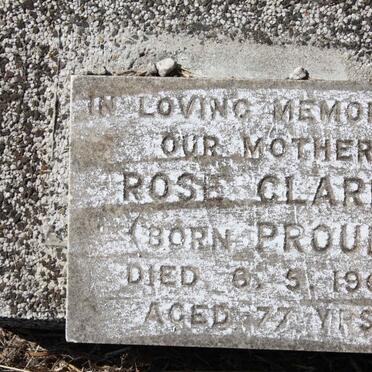 IN LOVING MEMO
OUR MOTHER
ROSE CLAR
(BORN PROU
DIED 6. 5. 19
AGED 77 YRS